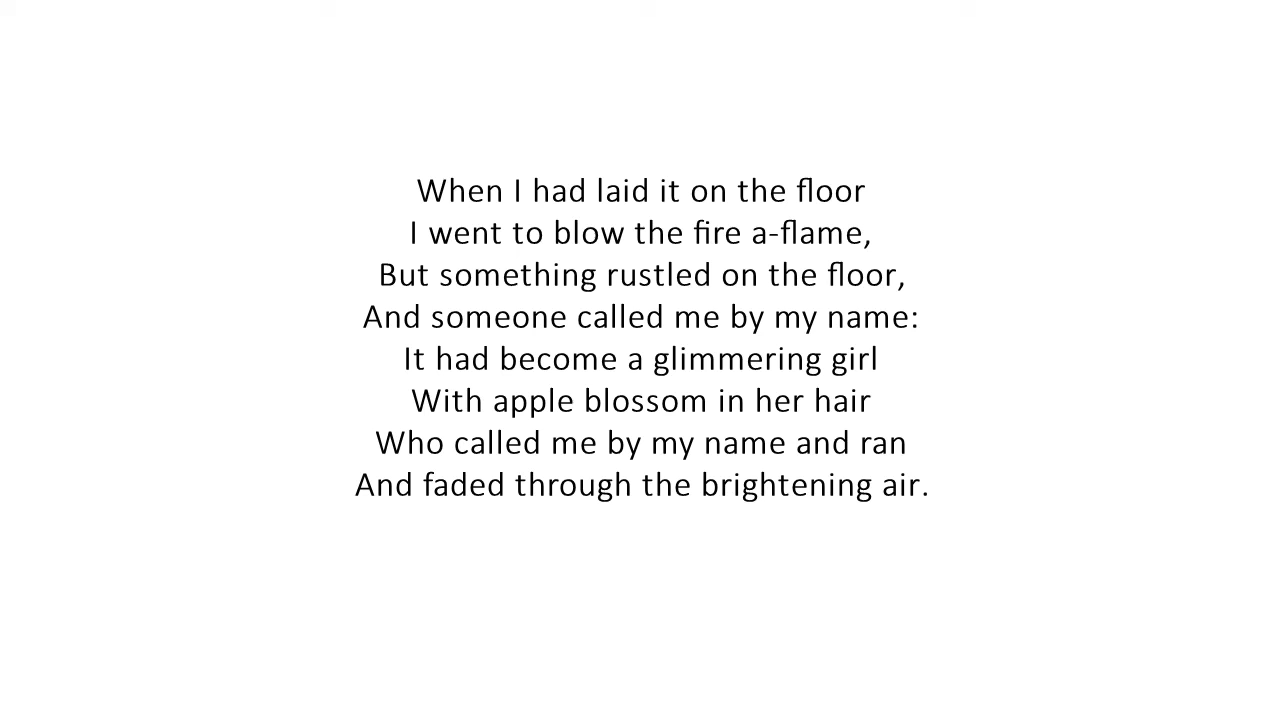 When I had laid it on the floor
I went to blow the fire a-flame,
But something rustled on the floor,
And someone called me by my name:
It had become a glimmering girl
With apple blossom in her hair
Who called me by my name and ran
And faded through the brightening air.